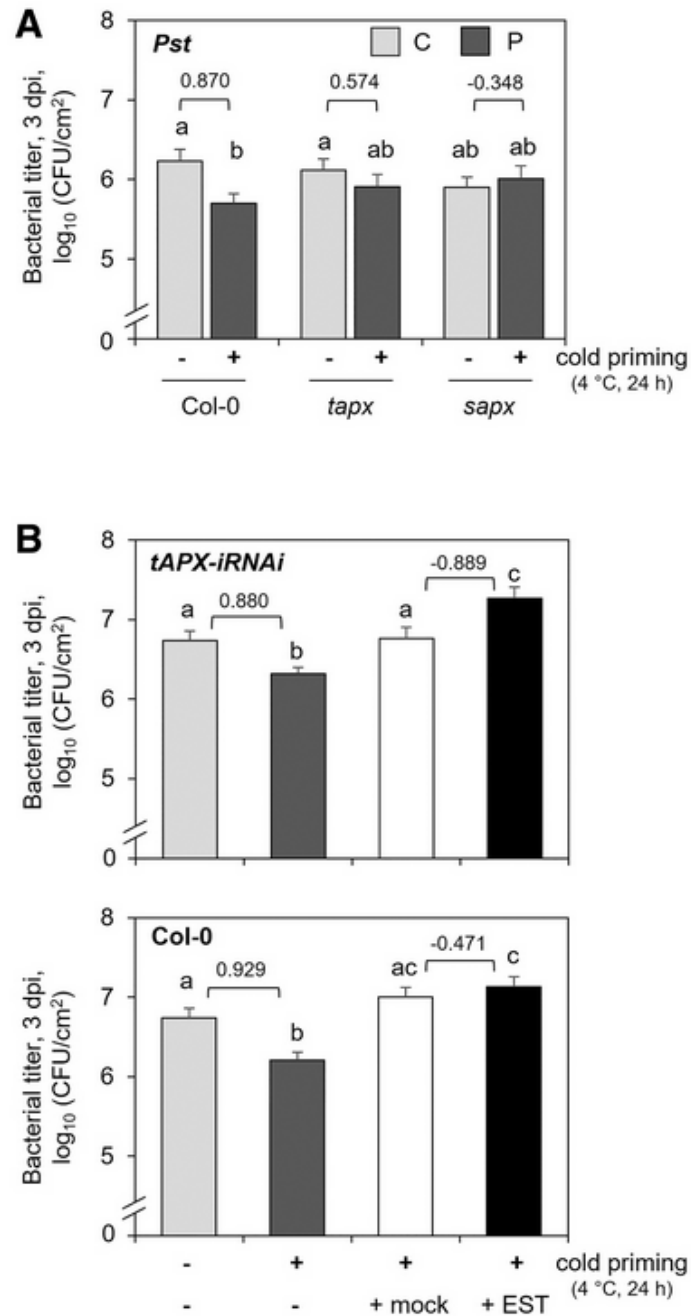 A
Bacterial titer, 3 dpi,
log10 (CFU/cm2)
8
7
6
5
0
Pst
C
P
0.870
0.574
-0.348
a
b
a
ab
ab
ab
- + - + - + cold priming
(4 °C, 24 h)
Col-0 tapx sapx
B
Bacterial titer, 3 dpi,
log10 (CFU/cm2)
8
7
6
5
0
tAPX-iRNAi
0.880
-0.889
a
b
a
c
Bacterial titer, 3 dpi,
log10 (CFU/cm2)
8
7
6
5
0
Col-0
0.929
-0.471
a
b
ac
c
- + + + cold priming
(4 °C, 24 h)
- - + mock + EST